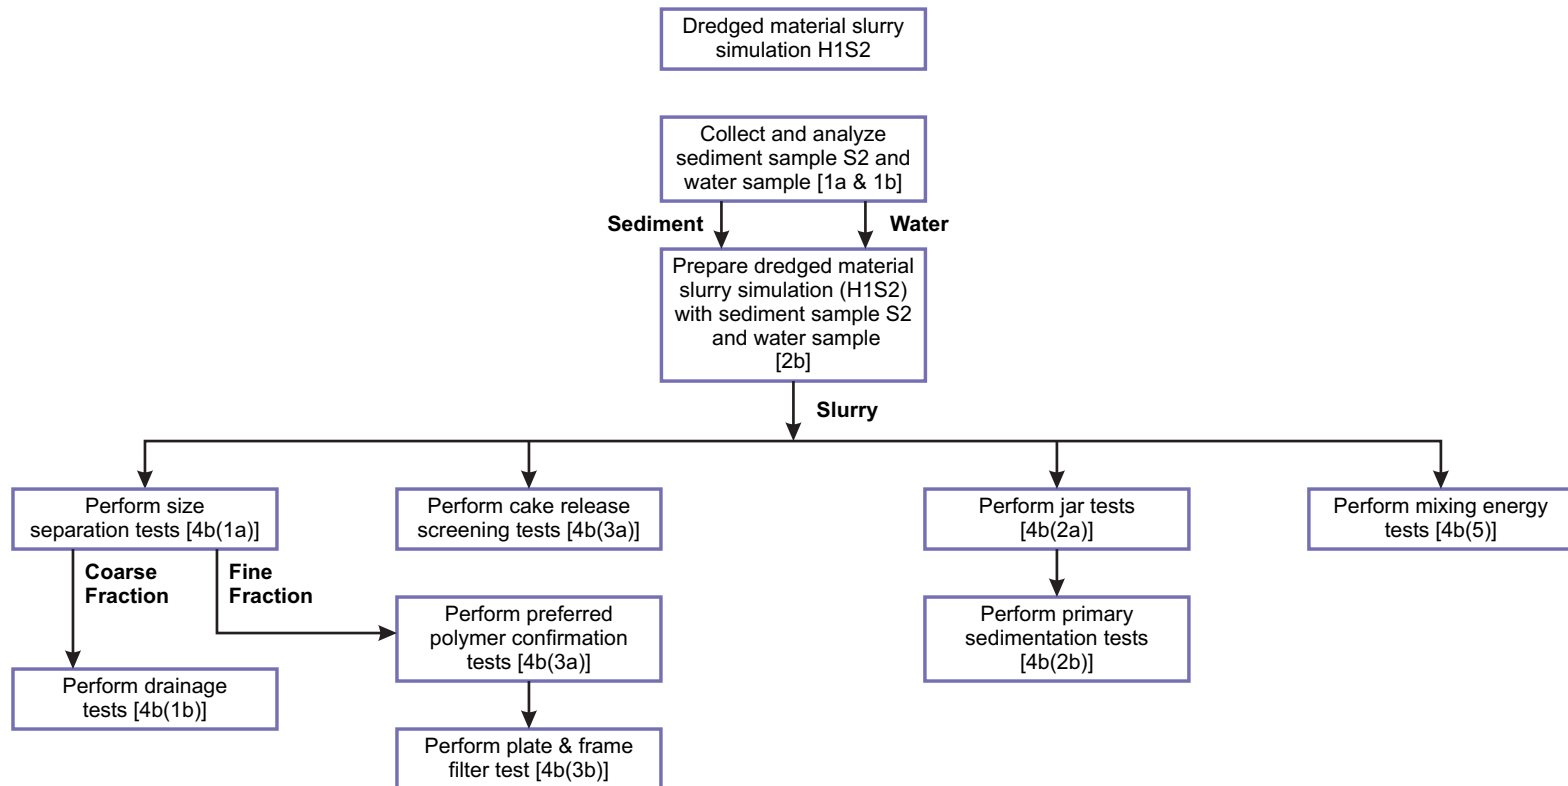 Dredged material slurry
simulation H1S2
Collect and analyze
sediment sample S2 and
water sample [1a & 1b]
Sediment
Water
Prepare dredged material
slurry simulation (H1S2)
with sediment sample S2
and water sample
[2b]
Slurry
Perform size
separation tests [4b(1a)]
Perform cake release
screening tests [4b(3a)]
Perform jar tests
[4b(2a)]
Perform mixing energy
tests [4b(5)]
Coarse
Fraction
Fine
Fraction
Perform preferred
polymer confirmation
tests [4b(3a)]
Perform primary
sedimentation tests
[4b(2b)]
Perform drainage
tests [4b(1b)]
Perform plate & frame
filter test [4b(3b)]